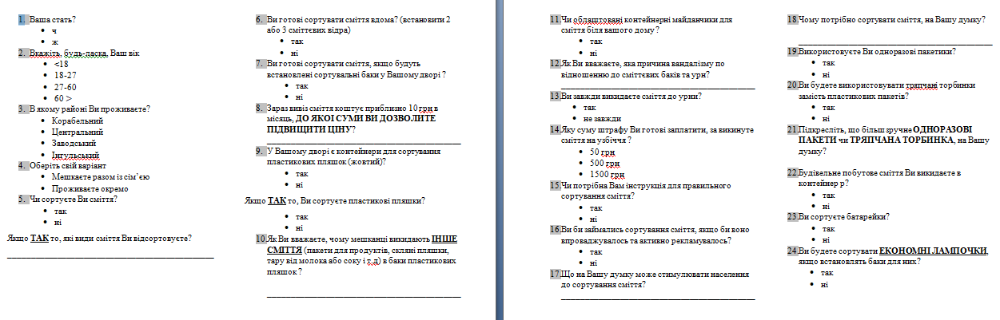 1. Ваша стать?
• ч
• ж
2. Вкажіть, будь-ласка, Ваш вік
• <18
• 18-27
• 27-60
• 60 >
3. В якому районі Ви проживаєте?
• Корабельний
• Центральний
• Заводський
• Інгульський
4. Оберіть свій варіант
• Мешкаєте разом із сім’єю
• Проживаєте окремо
5. Чи сортуєте Ви сміття?
• так
• ні
Якщо ТАК то, які види сміття Ви відсортовуєте?
6. Ви готові сортувати сміття вдома? (встановити 2
або 3 сміттєвих відра)
• так
• ні
7. Ви готові сортувати сміття, якщо будуть
встановлені сортувальні баки у Вашому дворі ?
• так
• ні
8. Зараз вивіз сміття коштує приблизно 10 грн в
місяць, ДО ЯКОЇ СУМИ ВИ ДОЗВОЛИТЕ
ПІДВИЩИТИ ЦІНУ?
9. У Вашому дворі є контейнери для сортування
пластикових пляшок (жовтий)?
• так
• ні
Якщо ТАК то, Ви сортуєте пластикові пляшки?
• так
• ні
10. Як Ви вважаєте, чому мешканці викидають ІНШЕ
СМІТТЯ (пакети для продуктів, скляні пляшки,
тару від молока або соку і т.д) в баки пластикових
пляшок ?
11. Чи облаштовані контейнерні майданчики для
сміття біля вашого дому ?
• так
• ні
12. Як Ви вважаєте, яка причина вандалізму по
відношенню до сміттєвих баків та урн?
13. Ви завжди викидаєте сміття до урни?
• так
• не завжди
14. Яку суму штрафу Ви готові заплатити, за викинуте
сміття на узбіччя ?
• 50 грн
• 500 грн
• 1500 грн
15. Чи потрібна Вам інструкція для правильного
сортування сміття?
• так
• ні
16. Ви би займались сортування сміття, якщо би воно
впроваджувалось та активно рекламувалось?
• так
• ні
17. Що на Вашу думку може стимулювати населення
до сортування сміття?
18. Чому потрібно сортувати сміття, на Вашу думку?
19. Використовуєте Ви одноразові пакетики?
• так
• ні
20. Ви будете використовувати тряпчані торбинки
замість пластикових пакетів?
• так
• ні
21. Підкресліть, що більш зручне ОДНОРАЗОВІ
ПАКЕТИ чи ТРЯПЧАНА ТОРБИНКА, на Вашу
думку?
22. Будівельне побутове сміття Ви викидаєте в
контейнер р?
• так
• ні
23. Ви сортуєте батарейки?
• так
• ні
24. Ви будете сортувати ЕКОНОМНІ ЛАМПОЧКИ,
якщо встановлять баки для них?
• так
• ні